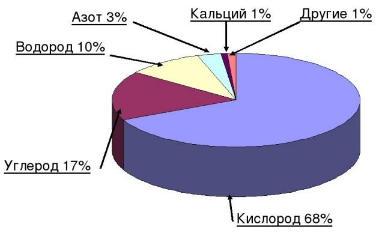 Азот 3%
Кальций 1%
Другие 1%
Водород 10%
Углерод 17%
Кислород 68%